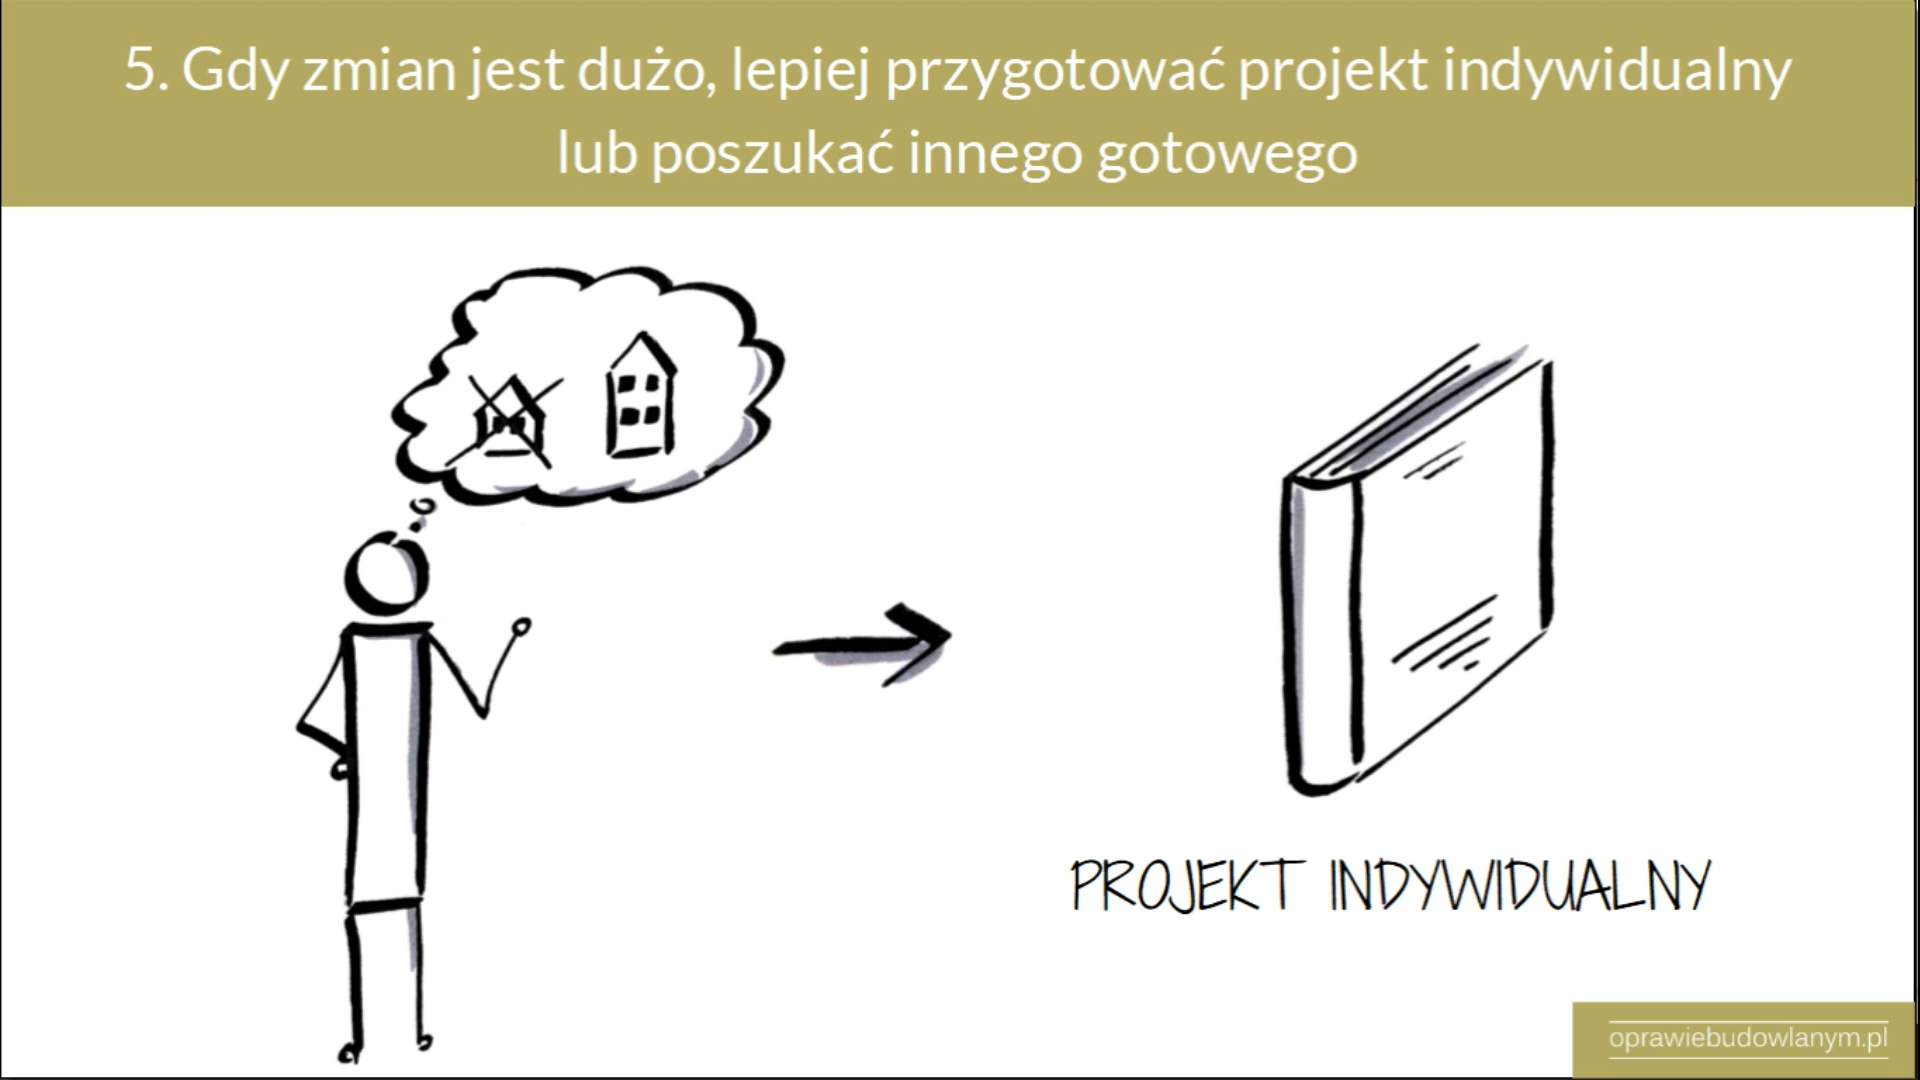 5. Gdy zmian jest dużo, lepiej przygotować projekt indywidualny
lub poszukać innego gotowego
PROJEKT INDYWIDUALNY
oprawiebudowlanym.pl